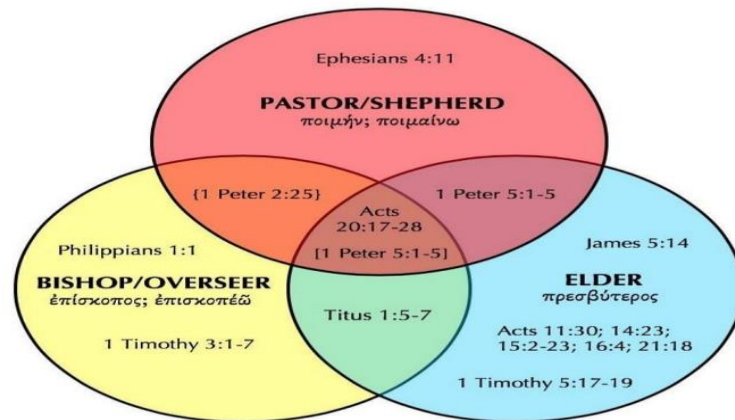 Ephesians 4:11
PASTOR/SHEPHERD
ποιμήν; ποιμαίνω
{1 Peter 2:25}
1 Peter 5:1-5
Acts
20:17-28
[1 Peter 5:1-5]
Philippians 1:1
BISHOP/OVERSEER
ἐπίσκοπος; ἐπισκοπέω̃
1 Timothy 3:1-7
Titus 1:5-7
James 5:14
ELDER
πρεσβύτερος
Acts 11:30; 14:23;
15:2-23; 16:4; 21:18
1 Timothy 5:17-19